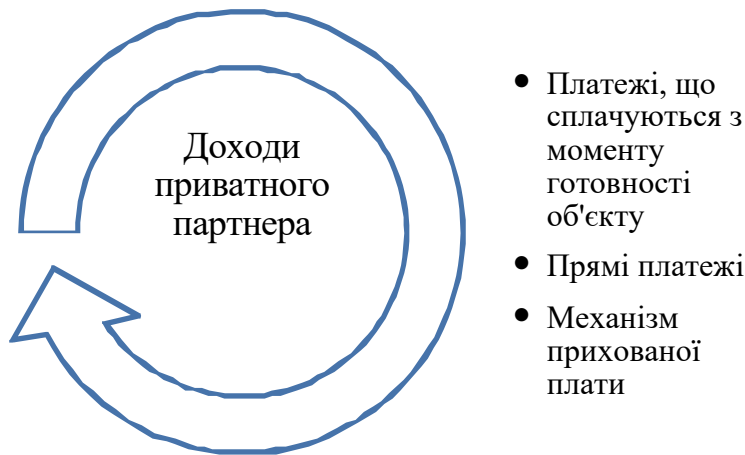 Доходи
приватного
партнера
• Платежі, що
сплачуються з
моменту
готовності
об'єкту
• Прямі платежі
• Механізм
прихованої
плати